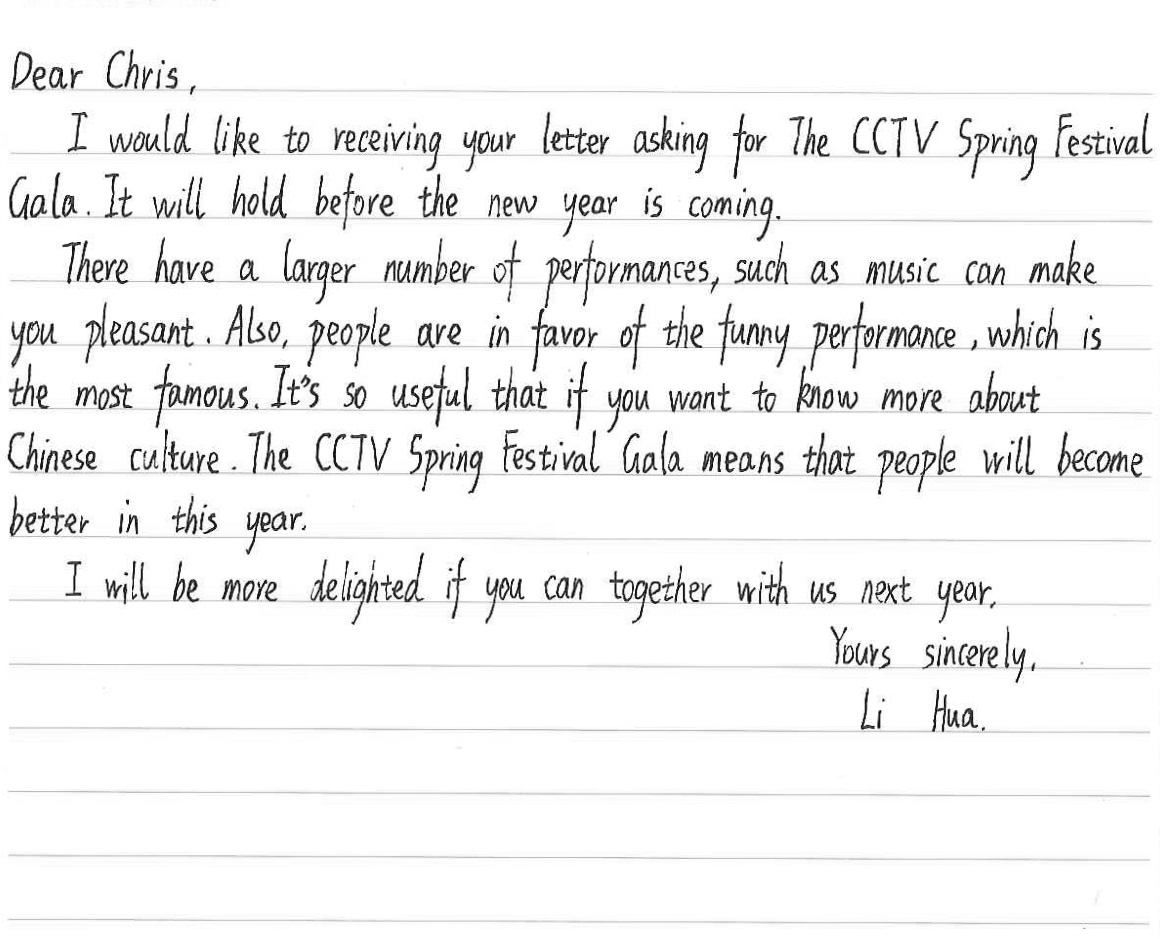 Dear Chris,
I would like to receiving your letter asking for The CCTV Spring Festival
Gala. It will hold before the new year is coming.
There have a larger number of performances, such as music can make
you pleasant. Also, people are in favor of the funny performance, which is
the most famous. It's so useful that if you want to know more about
Chinese culture. The CCTV Spring Festival Gala means that people will become
better in this year.
I will be more delighted if you can together with us next year.
Yours sincerely,
Li Hua.